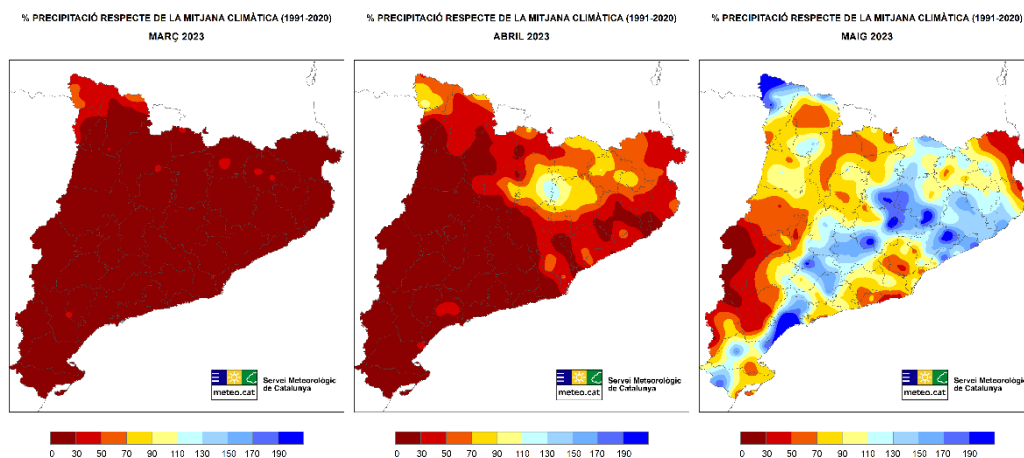 % PRECIPITACIÓ RESPECTE DE LA MITJANA CLIMÀTICA (1991-2020)
MARÇ 2023
Servei Meteorològic
de Catalunya
meteo.cat
0 30 50 70 90 110 130 150 190
% PRECIPITACIÓ RESPECTE DE LA MITJANA CLIMÀTICA (1991-2020)
ABRIL 2023
Servei Meteorològic
de Catalunya
meteo.cat
0 30 50 70 90 110 130 150 190
% PRECIPITACIÓ RESPECTE DE LA MITJANA CLIMÀTICA (1991-2020)
MAIG 2023
Servei Meteorològic
de Catalunya
meteo.cat
0 30 50 70 90 110 130 150 190